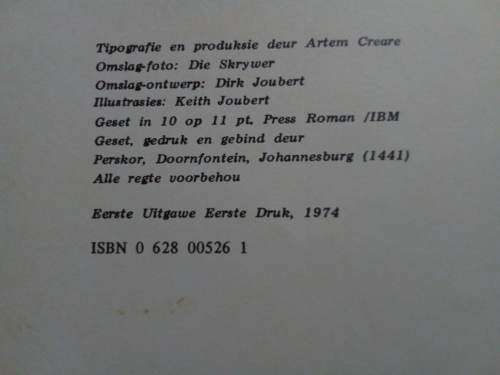 Tipografie en produksie deur Artem Creare
Omslag-foto: Die Skrywer
Omslag-ontwerp: Dirk Joubert
Illustrasies: Keith Joubert
Geset in 10 op 11 pt. Press Roman /IBM
Geset, gedruk en gebind deur
Perskor, Doornfontein, Johannesburg (1441)
Alle regte voorbehou
Eerste Uitgawe Eerste Druk, 1974
ISBN 0 628 00526 1